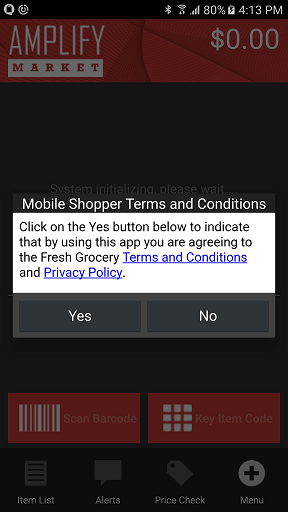 80% 4:13 PM
AMPLIFY
MARKET
$0.00
System initializing, please wait....
Mobile Shopper Terms and Conditions
Click on the Yes button below to indicate
that by using this app you are agreeing to
the Fresh Grocery Terms and Conditions
and Privacy Policy.
Yes No
Scan Barcode Key Item Code
Item List Alerts Price Check Menu